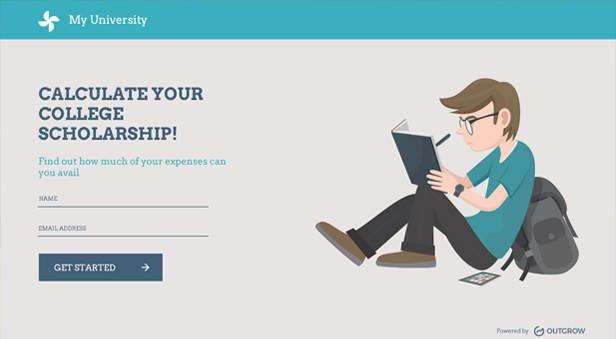 My University
CALCULATE YOUR
COLLEGE
SCHOLARSHIP!
Find out how much of your expenses can
you avail
NAME
EMAIL ADDRESS
GET STARTED
Powered by OUTGROW